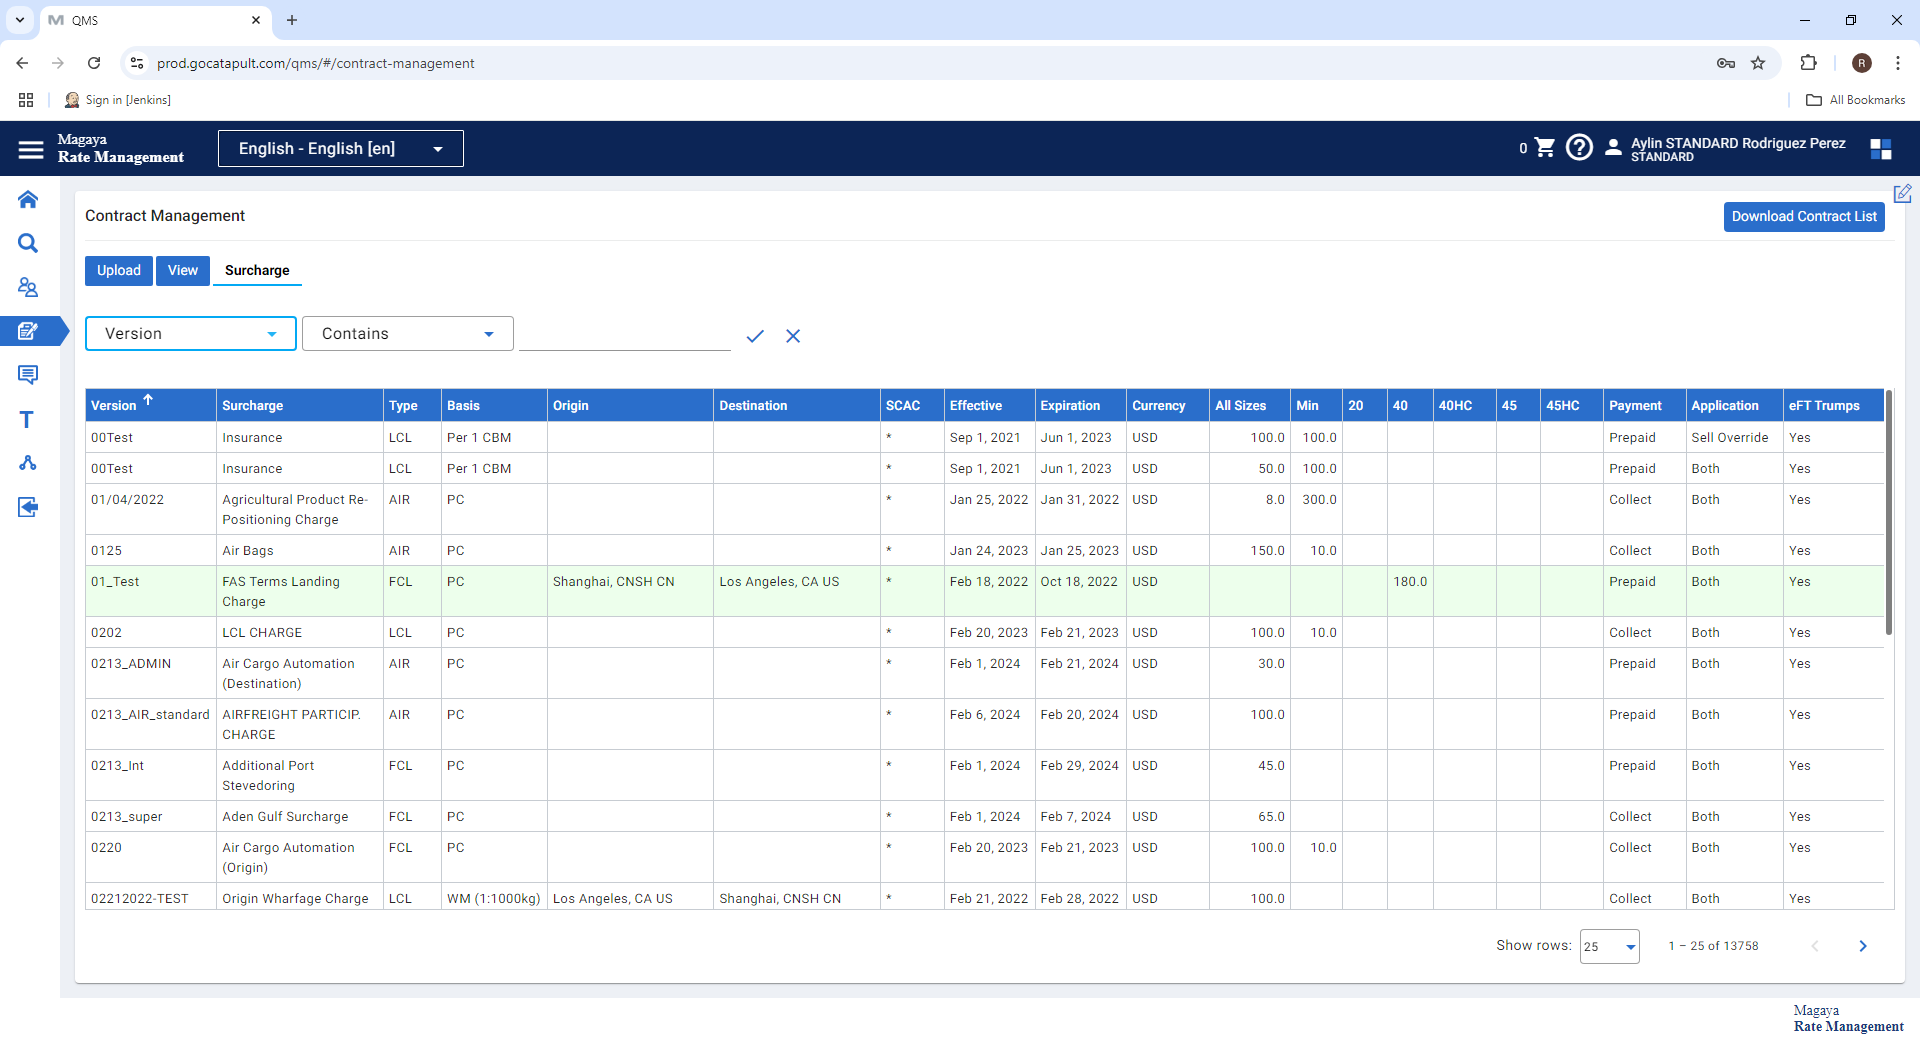 QMS
prod.gocatapult.com/qms/#/contract-management
R
Sign in [Jenkins]
All Bookmarks
Magaya
Rate Management
English - English [en]
0
Aylin STANDARD Rodriguez Perez
STANDARD
Contract Management
Download Contract List
Upload View Surcharge
Version Contains
Version Surcharge Type Basis Origin Destination SCAC Effective Expiration Currency All Sizes Min 20 40 40HC 45 45HC Payment Application eFT Trumps
00Test Insurance LCL Per 1 CBM * Sep 1, 2021 Jun 1, 2023 USD 100.0 100.0 Prepaid Sell Override Yes
00Test Insurance LCL Per 1 CBM * Sep 1, 2021 Jun 1, 2023 USD 50.0 100.0 Prepaid Both Yes
01/04/2022 Agricultural Product Re- AIR PC * Jan 25, 2022 Jan 31, 2022 USD 8.0 300.0 Collect Both Yes
Positioning Charge
0125 Air Bags AIR PC * Jan 24, 2023 Jan 25, 2023 USD 150.0 10.0 Collect Both Yes
01_Test FAS Terms Landing FCL PC Shanghai, CNSH CN Los Angeles, CA US * Feb 18, 2022 Oct 18, 2022 USD 180.0 Prepaid Both Yes
Charge
0202 LCL CHARGE LCL PC * Feb 20, 2023 Feb 21, 2023 USD 100.0 10.0 Collect Both Yes
0213_ADMIN Air Cargo Automation AIR PC * Feb 1, 2024 Feb 21, 2024 USD 30.0 Prepaid Both Yes
(Destination)
0213_AIR_standard AIRFREIGHT PARTICIP. AIR PC * Feb 6, 2024 Feb 20, 2024 USD 100.0 Prepaid Both Yes
CHARGE
0213_Int Additional Port FCL PC * Feb 1, 2024 Feb 29, 2024 USD 45.0 Prepaid Both Yes
Stevedoring
0213_super Aden Gulf Surcharge FCL PC * Feb 1, 2024 Feb 7, 2024 USD 65.0 Collect Both Yes
0220 Air Cargo Automation FCL PC * Feb 20, 2023 Feb 21, 2023 USD 100.0 10.0 Collect Both Yes
(Origin)
02212022-TEST Origin Wharfage Charge LCL WM (1:1000kg) Los Angeles, CA US Shanghai, CNSH CN * Feb 21, 2022 Feb 28, 2022 USD 100.0 Collect Both Yes
Show rows: 25 1 – 25 of 13758
Magaya
Rate Management
T